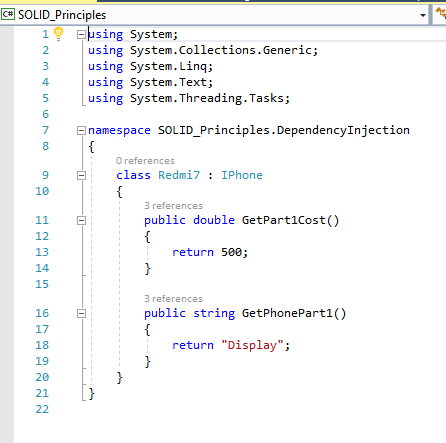 C# SOLID_Principles
1 using System;
2 using System.Collections.Generic;
3 using System.Linq;
4 using System.Text;
5 using System.Threading.Tasks;
6
7 namespace SOLID_Principles.DependencyInjection
8 {
0 references
9 class Redmi7 : IPhone
10 {
3 references
11 public double GetPart1Cost()
12 {
13 return 500;
14 }
15
3 references
16 public string GetPhonePart1()
17 {
18 return "Display";
19 }
20 }
21 }
22